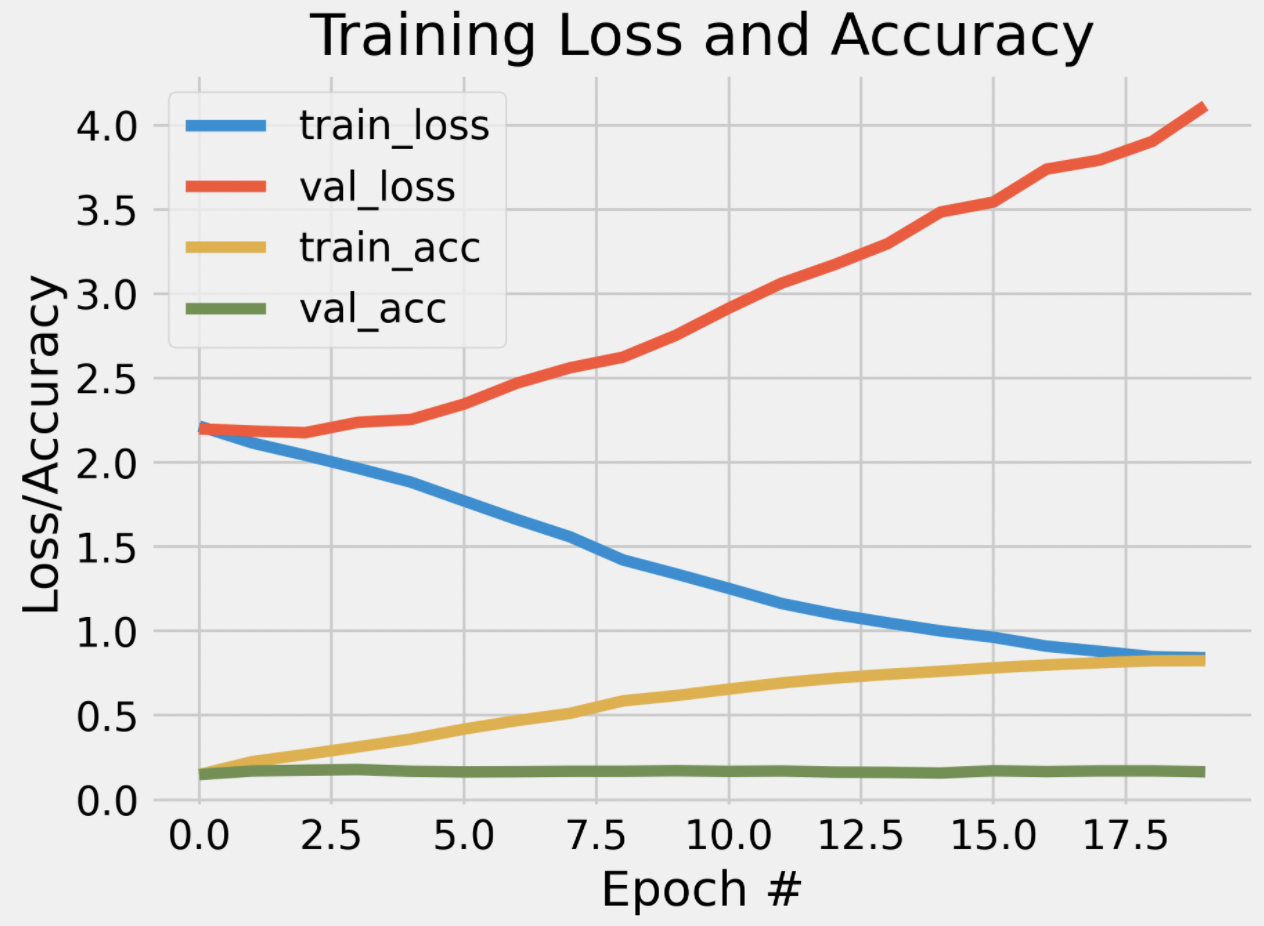 Training Loss and Accuracy
train_loss
val_loss
train_acc
val_acc
4.0
3.5
3.0
2.5
2.0
1.5
1.0
0.5
0.0
Loss/Accuracy
0.0 2.5 5.0 7.5 10.0 12.5 15.0 17.5
Epoch #